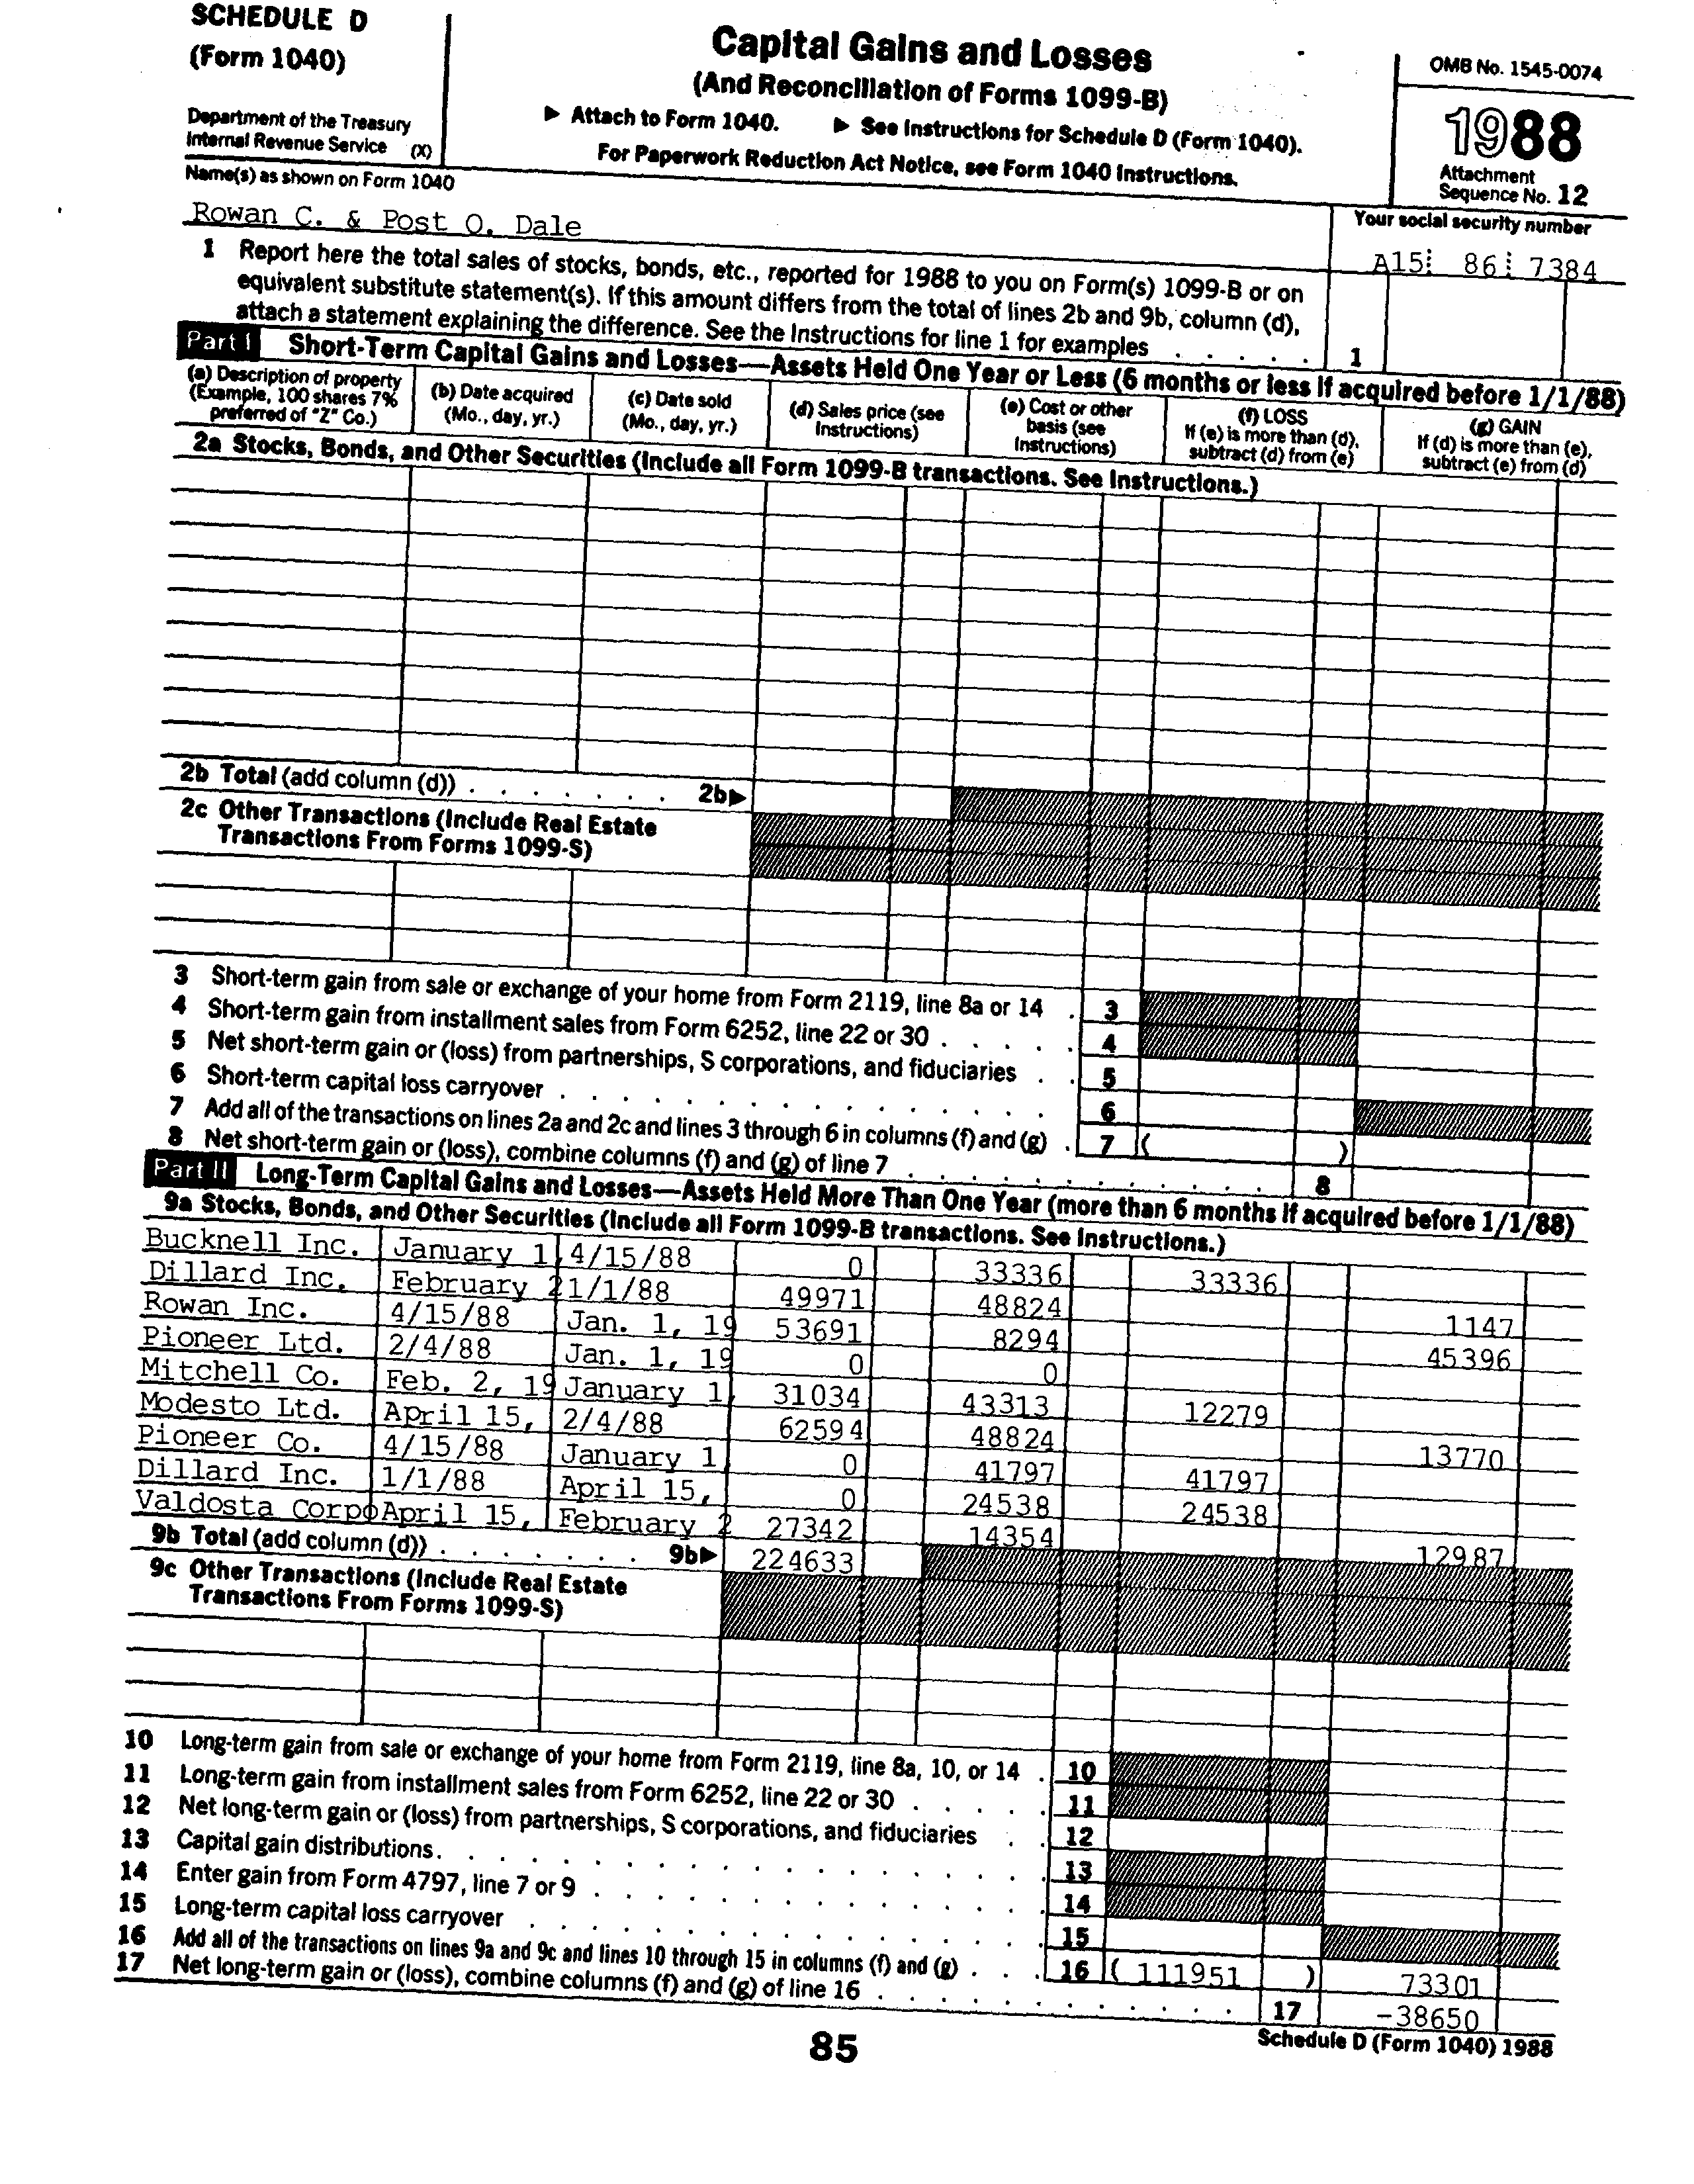 SCHEDULE D
(Form 1040)
Department of the Treasury
Internal Revenue Service (X)
Capital Gains and Losses
(And Reconciliation of Forms 1099-B)
▶ Attach to Form 1040. ▶ See Instructions for Schedule D (Form 1040).
For Paperwork Reduction Act Notice, see Form 1040 Instructions.
OMB No. 1545-0074
1988
Attachment
Sequence No. 12
Name(s) as shown on Form 1040
Rowan C. & Post O. Dale
Your social security number
A15 86 7384
1 Report here the total sales of stocks, bonds, etc., reported for 1988 to you on Form(s) 1099-B or on
equivalent substitute statement(s). If this amount differs from the total of lines 2b and 9b, column (d),
attach a statement explaining the difference. See the Instructions for line 1 for examples . . . . . 1
Part I Short-Term Capital Gains and Losses—Assets Held One Year or Less (6 months or less if acquired before 1/1/88)
(a) Description of property
(Example, 100 shares 7%
preferred of "Z" Co.)
(b) Date acquired
(Mo., day, yr.)
(c) Date sold
(Mo., day, yr.)
(d) Sales price (see
Instructions)
(e) Cost or other
basis (see
Instructions)
(f) LOSS
If (e) is more than (d),
subtract (d) from (e)
(g) GAIN
If (d) is more than (e),
subtract (e) from (d)
2a Stocks, Bonds, and Other Securities (Include all Form 1099-B transactions. See Instructions.)
2b Total (add column (d)) . . . . . . . 2b▶
2c Other Transactions (Include Real Estate
Transactions From Forms 1099-S)
3 Short-term gain from sale or exchange of your home from Form 2119, line 8a or 14 . 3
4 Short-term gain from installment sales from Form 6252, line 22 or 30 . . . . . 4
5 Net short-term gain or (loss) from partnerships, S corporations, and fiduciaries . . 5
6 Short-term capital loss carryover . . . . . . . . . . . . . . . 6
7 Add all of the transactions on lines 2a and 2c and lines 3 through 6 in columns (f) and (g) . 7 ( )
8 Net short-term gain or (loss), combine columns (f) and (g) of line 7 . . . . . . . . . . . . 8
Part II Long-Term Capital Gains and Losses—Assets Held More Than One Year (more than 6 months if acquired before 1/1/88)
9a Stocks, Bonds, and Other Securities (Include all Form 1099-B transactions. See Instructions.)
Bucknell Inc. January 1, 4/15/88 0 33336 33336
Dillard Inc. February 2 1/1/88 49971 48824 1147
Rowan Inc. 4/15/88 Jan. 1, 19 53691 8294 45396
Pioneer Ltd. 2/4/88 Jan. 1, 19 0 0
Mitchell Co. Feb. 2, 19 January 1, 31034 43313 12279
Modesto Ltd. April 15, 2/4/88 62594 48824 13770
Pioneer Co. 4/15/88 January 1, 0 41797 41797
Dillard Inc. 1/1/88 April 15, 0 24538 24538
Valdosta Corpo April 15, February 2 27342 14354 12987
9b Total (add column (d)) . . . . . . . 9b▶ 224633
9c Other Transactions (Include Real Estate
Transactions From Forms 1099-S)
10 Long-term gain from sale or exchange of your home from Form 2119, line 8a, 10, or 14 . 10
11 Long-term gain from installment sales from Form 6252, line 22 or 30 . . . . . 11
12 Net long-term gain or (loss) from partnerships, S corporations, and fiduciaries . . 12
13 Capital gain distributions. . . . . . . . . . . . . . . . . . 13
14 Enter gain from Form 4797, line 7 or 9 . . . . . . . . . . . . . 14
15 Long-term capital loss carryover . . . . . . . . . . . . . . . 15
16 Add all of the transactions on lines 9a and 9c and lines 10 through 15 in columns (f) and (g) . . . 16 ( 111951 ) 73301
17 Net long-term gain or (loss), combine columns (f) and (g) of line 16 . . . . . . . . . . . . 17 -38650
85
Schedule D (Form 1040) 1988